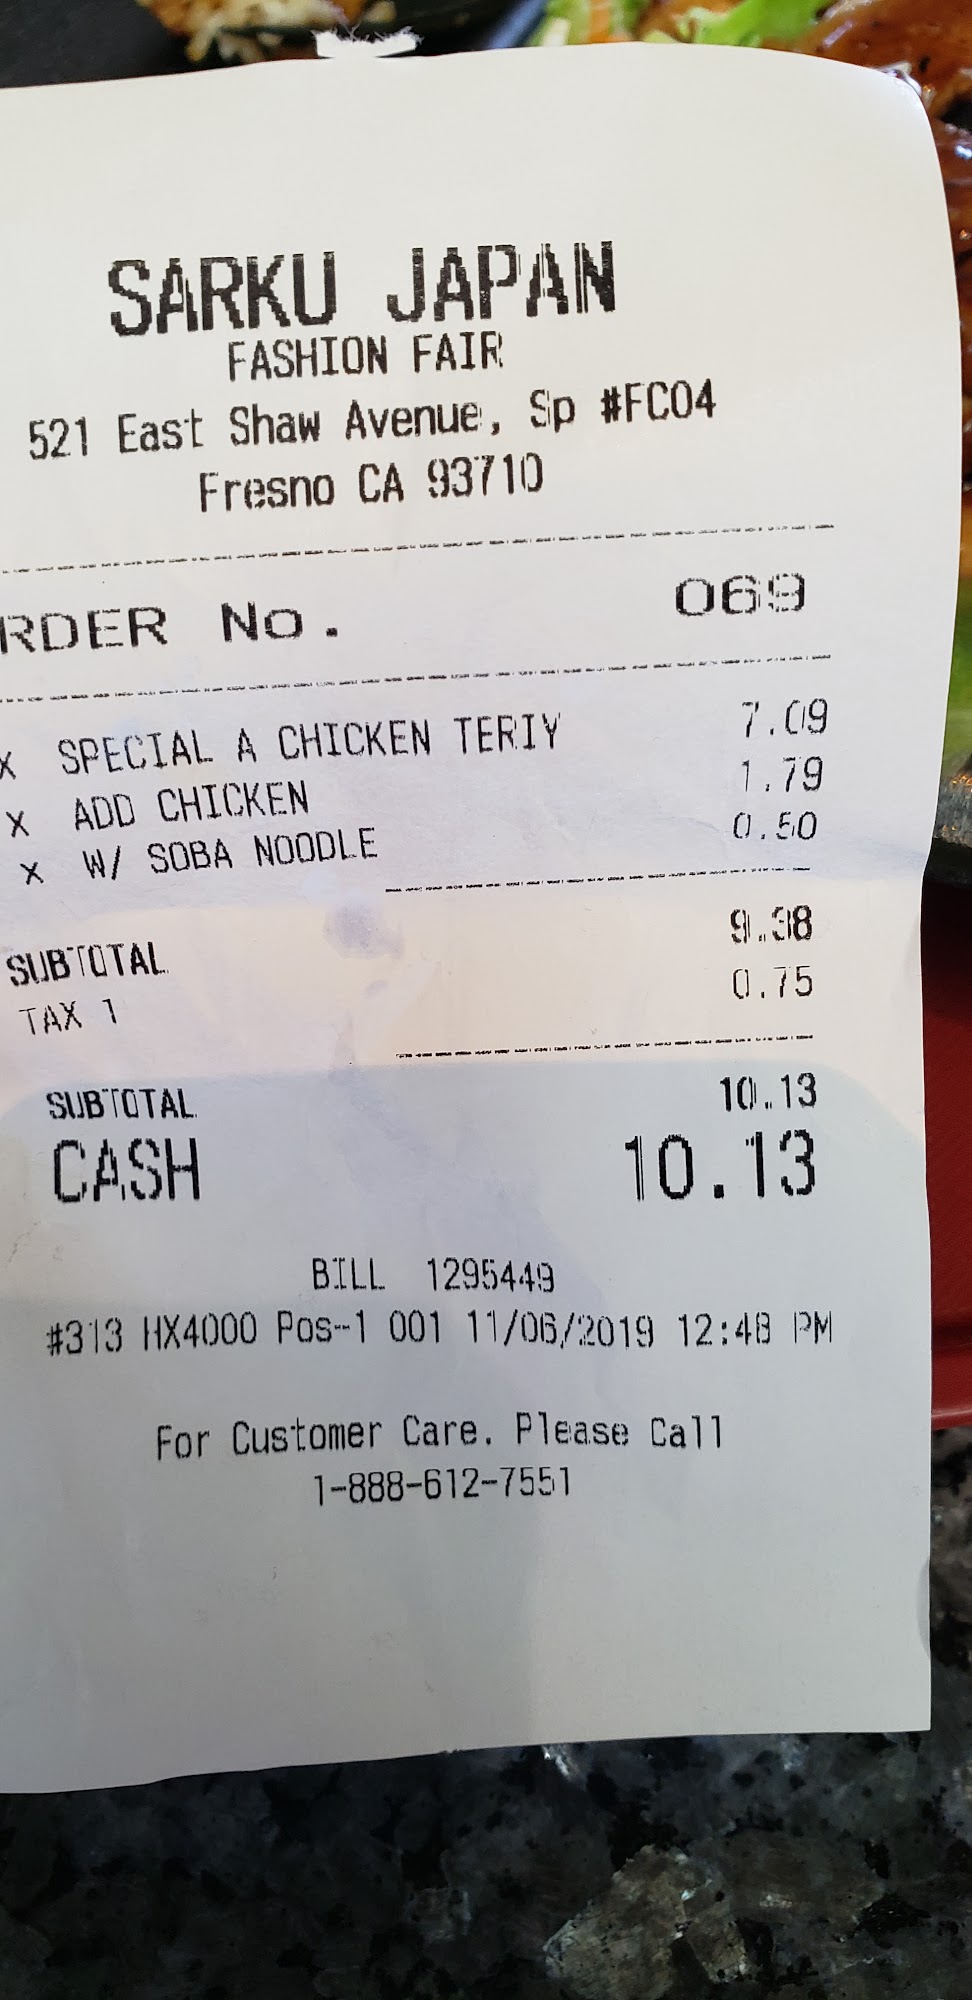 SARKU JAPAN
FASHION FAIR
521 East Shaw Avenue, Sp #FC04
Fresno CA 93710
RDER No. 069
X SPECIAL A CHICKEN TERIY 7.09
X ADD CHICKEN 1.79
X W/ SOBA NOODLE 0.50
SUBTOTAL 9.38
TAX 1 0.75
SUBTOTAL 10.13
CASH 10.13
BILL 1295449
#313 HX4000 Pos-1 001 11/06/2019 12:48 PM
For Customer Care. Please Call
1-888-612-7551